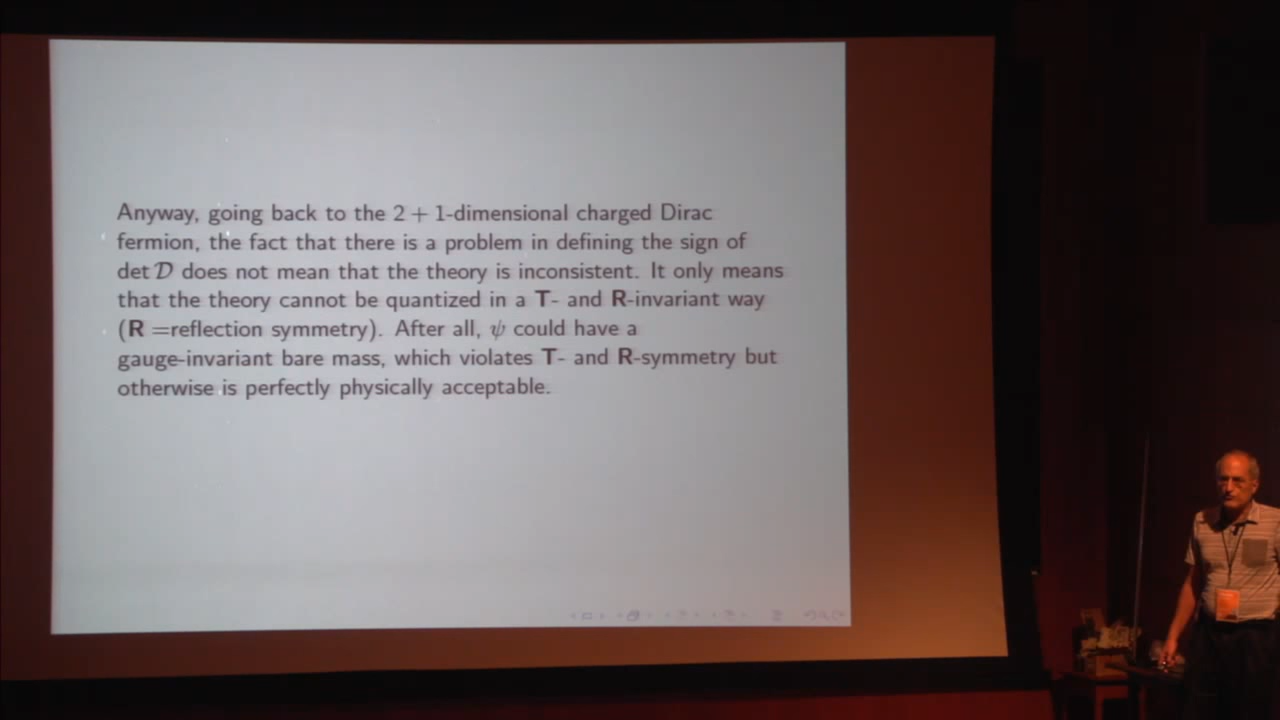 Anyway, going back to the 2 + 1-dimensional charged Dirac
fermion, the fact that there is a problem in defining the sign of
det 𝒟 does not mean that the theory is inconsistent. It only means
that the theory cannot be quantized in a T- and R-invariant way
(R =reflection symmetry). After all, ψ could have a
gauge-invariant bare mass, which violates T- and R-symmetry but
otherwise is perfectly physically acceptable.